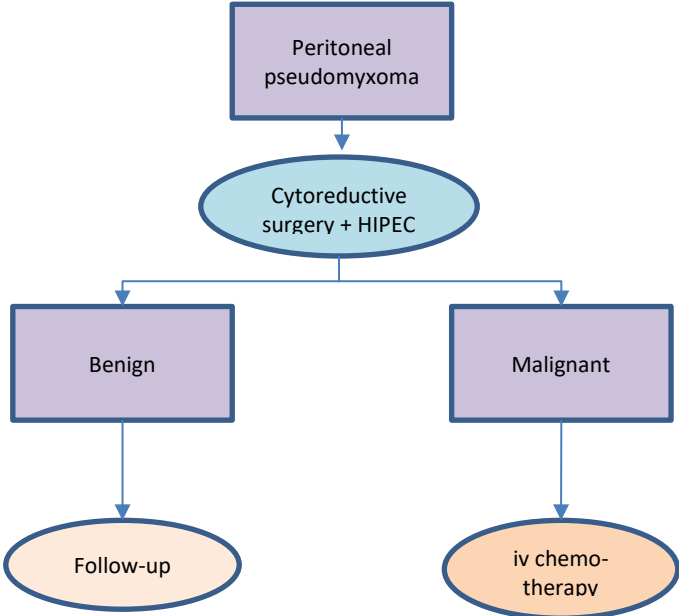 Peritoneal
pseudomyxoma
Cytoreductive
surgery + HIPEC
Benign
Malignant
Follow-up
iv chemo-
therapy